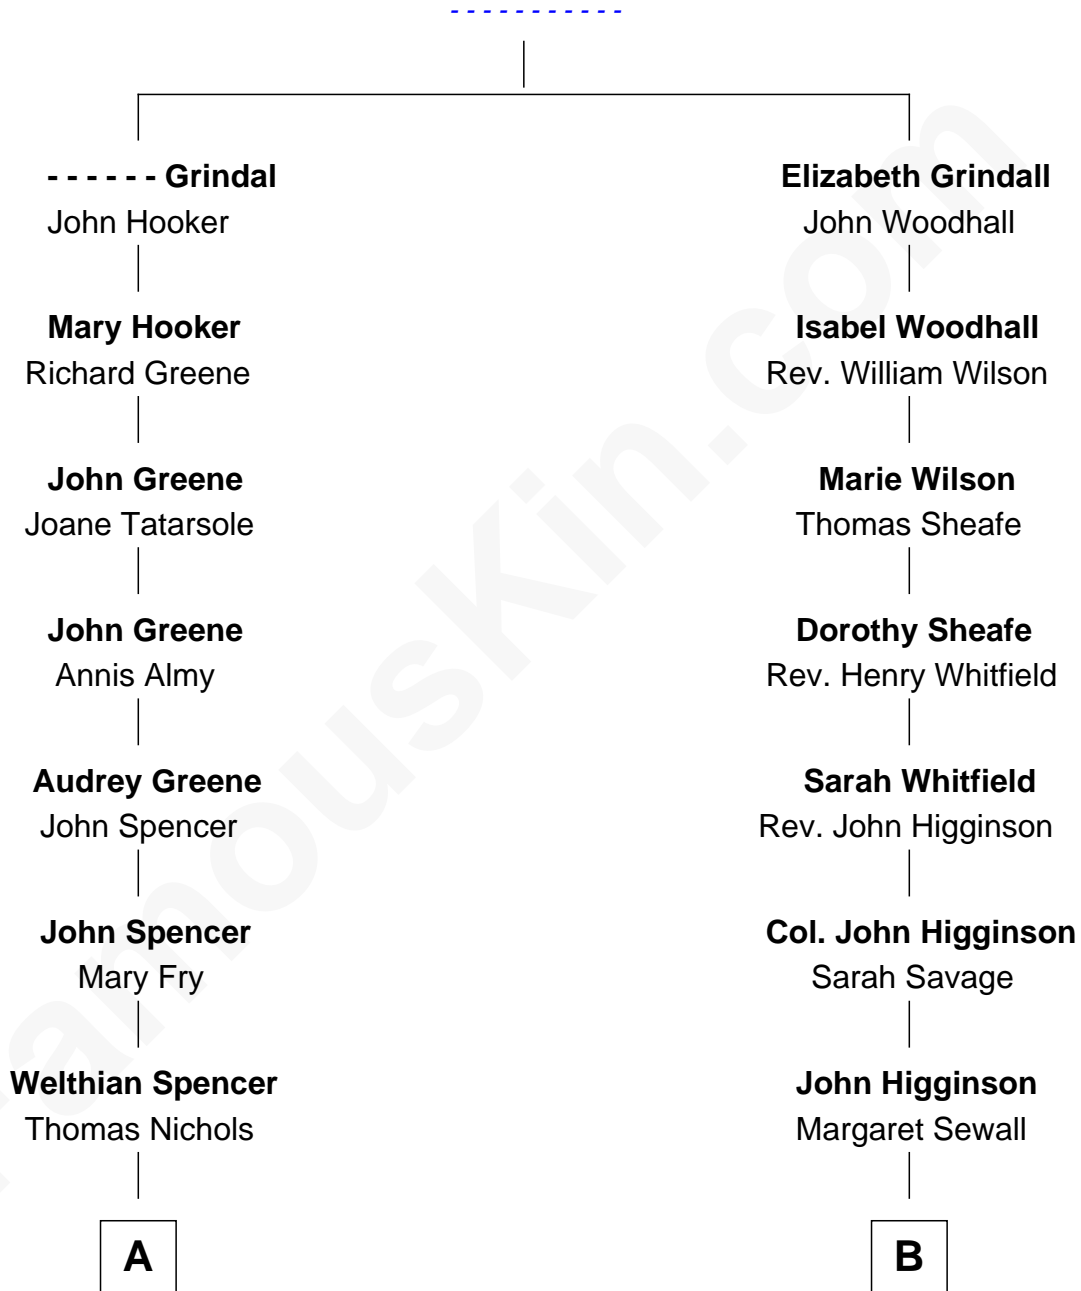 - - - - - - - - - - -
- - - - - - Grindal
John Hooker
Mary Hooker
Richard Greene
John Greene
Joane Tatarsole
John Greene
Annis Almy
Audrey Greene
John Spencer
John Spencer
Mary Fry
Welthian Spencer
Thomas Nichols
A
Elizabeth Grindall
John Woodhall
Isabel Woodhall
Rev. William Wilson
Marie Wilson
Thomas Sheafe
Dorothy Sheafe
Rev. Henry Whitfield
Sarah Whitfield
Rev. John Higginson
Col. John Higginson
Sarah Savage
John Higginson
Margaret Sewall
B
FamousKin.com